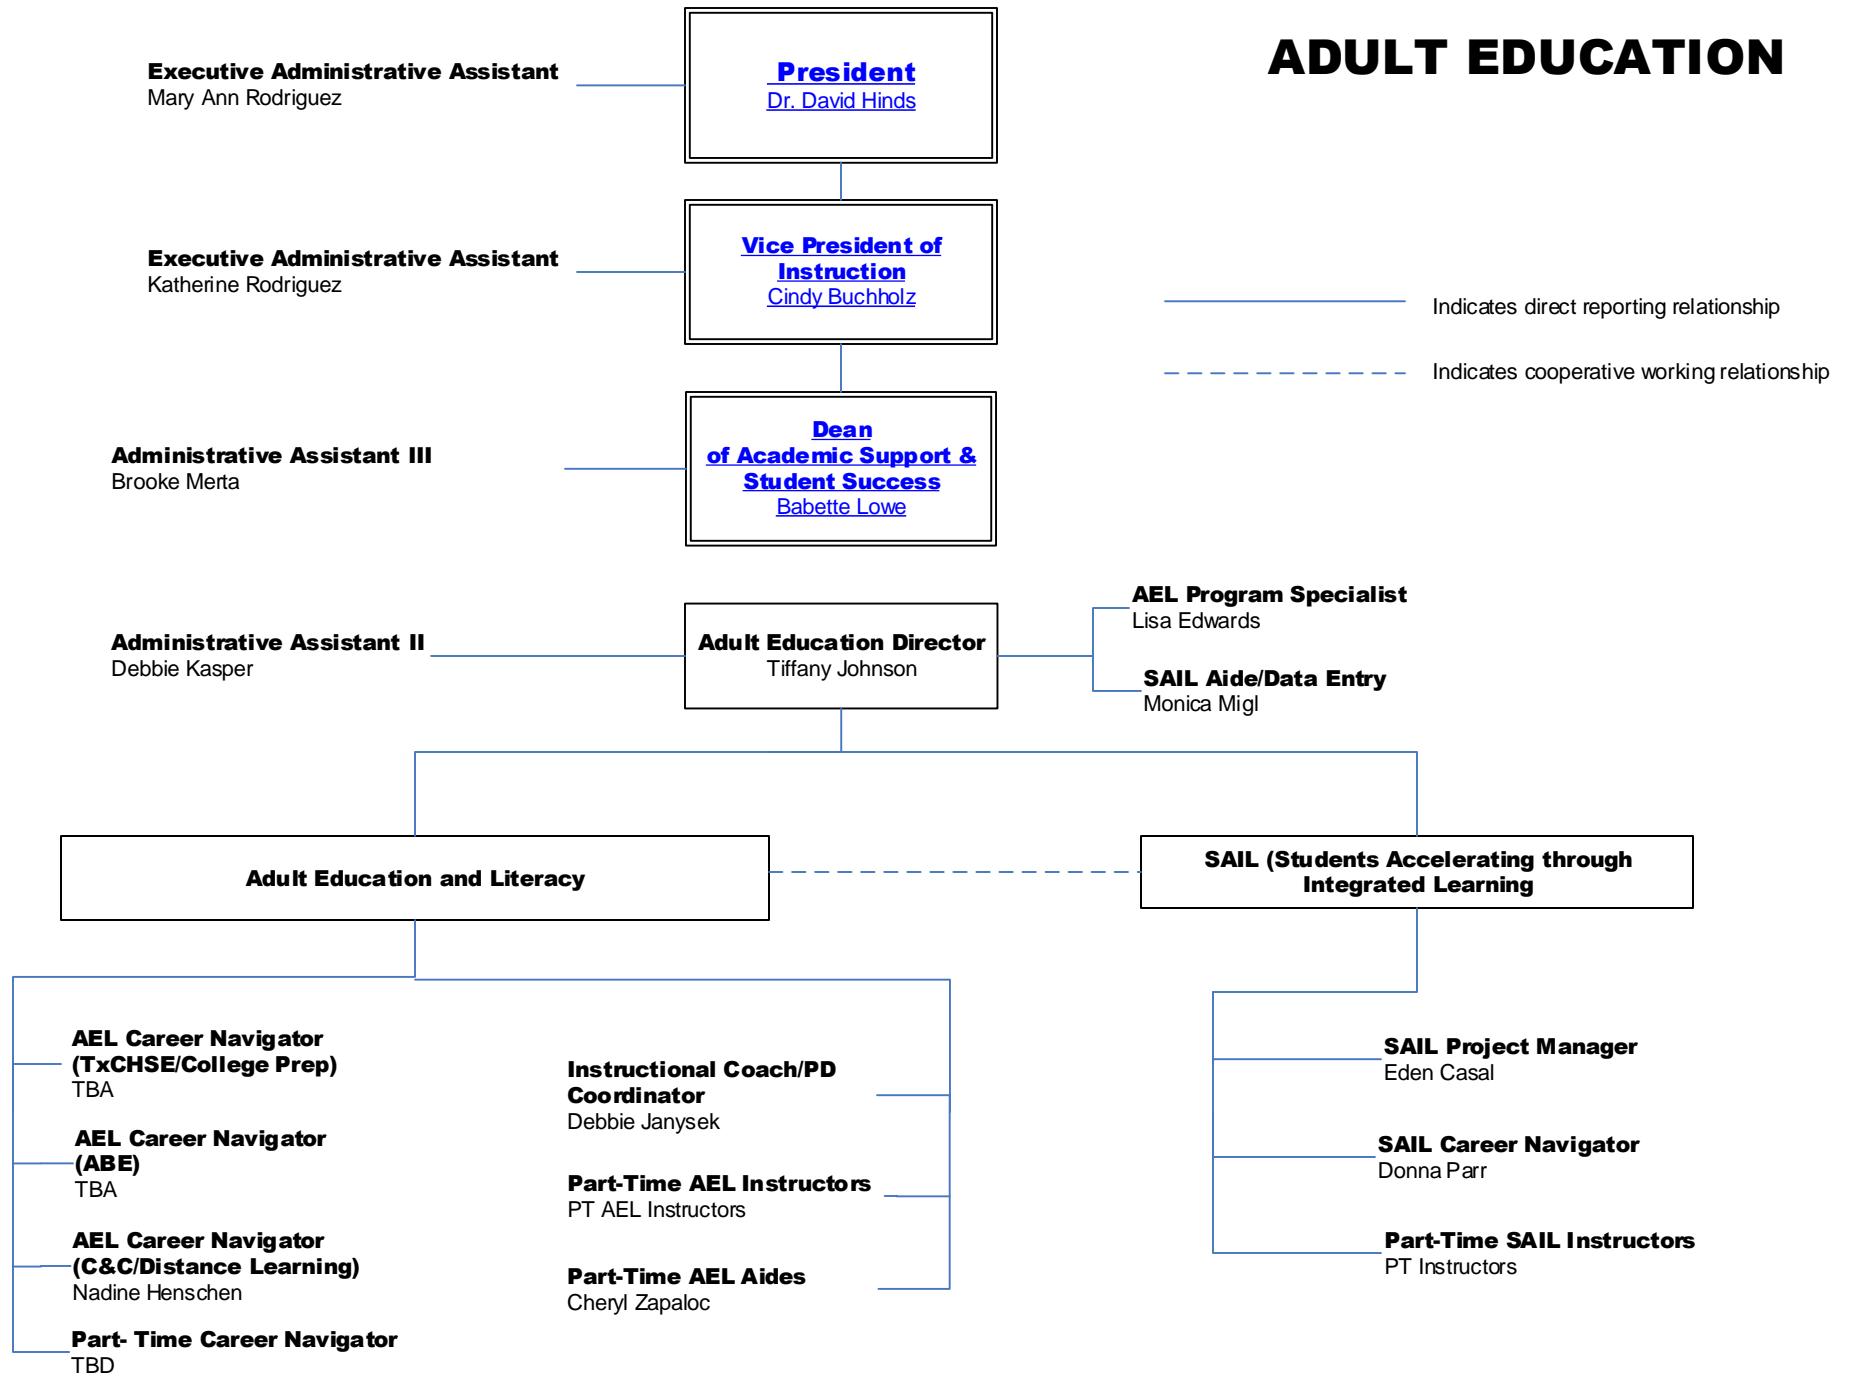 ADULT EDUCATION
Executive Administrative Assistant
Mary Ann Rodriguez
President
Dr. David Hinds
Executive Administrative Assistant
Katherine Rodriguez
Vice President of
Instruction
Cindy Buchholz
Indicates direct reporting relationship
Indicates cooperative working relationship
Administrative Assistant III
Brooke Merta
Dean
of Academic Support &
Student Success
Babette Lowe
Administrative Assistant II
Debbie Kasper
Adult Education Director
Tiffany Johnson
AEL Program Specialist
Lisa Edwards
SAIL Aide/Data Entry
Monica Migl
Adult Education and Literacy
SAIL (Students Accelerating through
Integrated Learning
AEL Career Navigator
(TxCHSE/College Prep)
TBA
AEL Career Navigator
(ABE)
TBA
AEL Career Navigator
(C&C/Distance Learning)
Nadine Henschen
Part- Time Career Navigator
TBD
Instructional Coach/PD
Coordinator
Debbie Janysek
Part-Time AEL Instructors
PT AEL Instructors
Part-Time AEL Aides
Cheryl Zapaloc
SAIL Project Manager
Eden Casal
SAIL Career Navigator
Donna Parr
Part-Time SAIL Instructors
PT Instructors